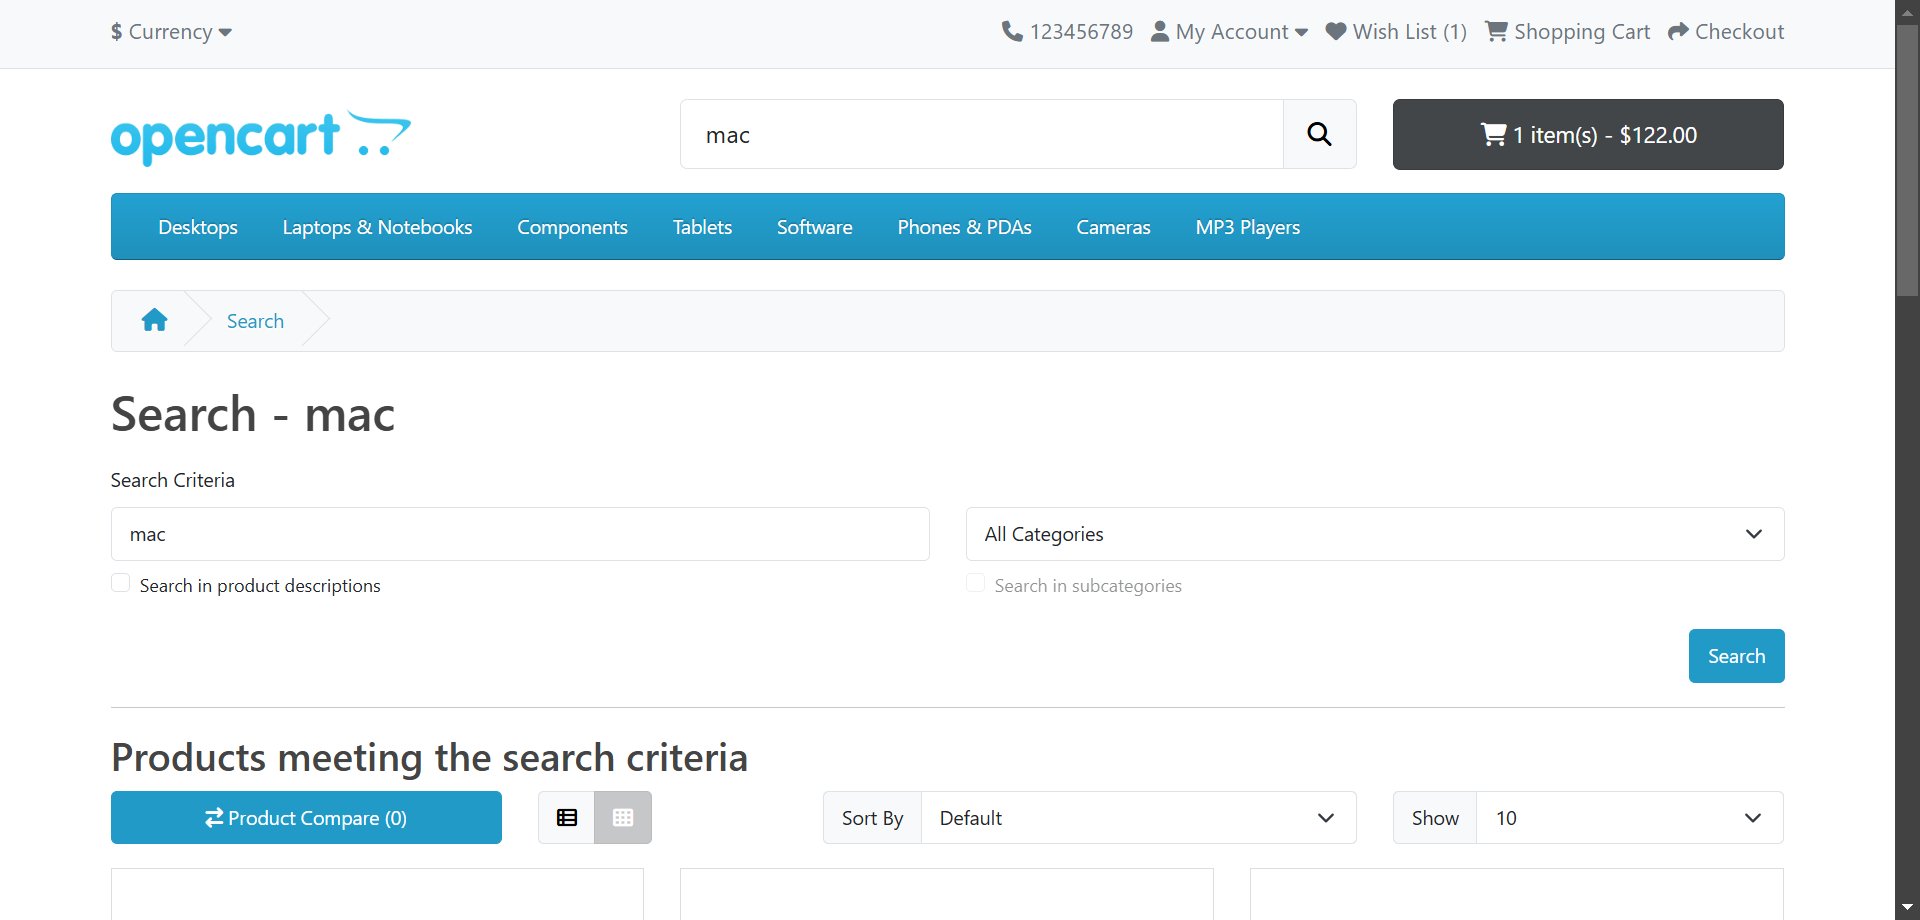 $ Currency
123456789 My Account Wish List (1) Shopping Cart Checkout
opencart
mac
1 item(s) - $122.00
Desktops Laptops & Notebooks Components Tablets Software Phones & PDAs Cameras MP3 Players
Search
Search - mac
Search Criteria
mac
All Categories
Search in product descriptions
Search in subcategories
Search
Products meeting the search criteria
Product Compare (0)
Sort By Default
Show 10